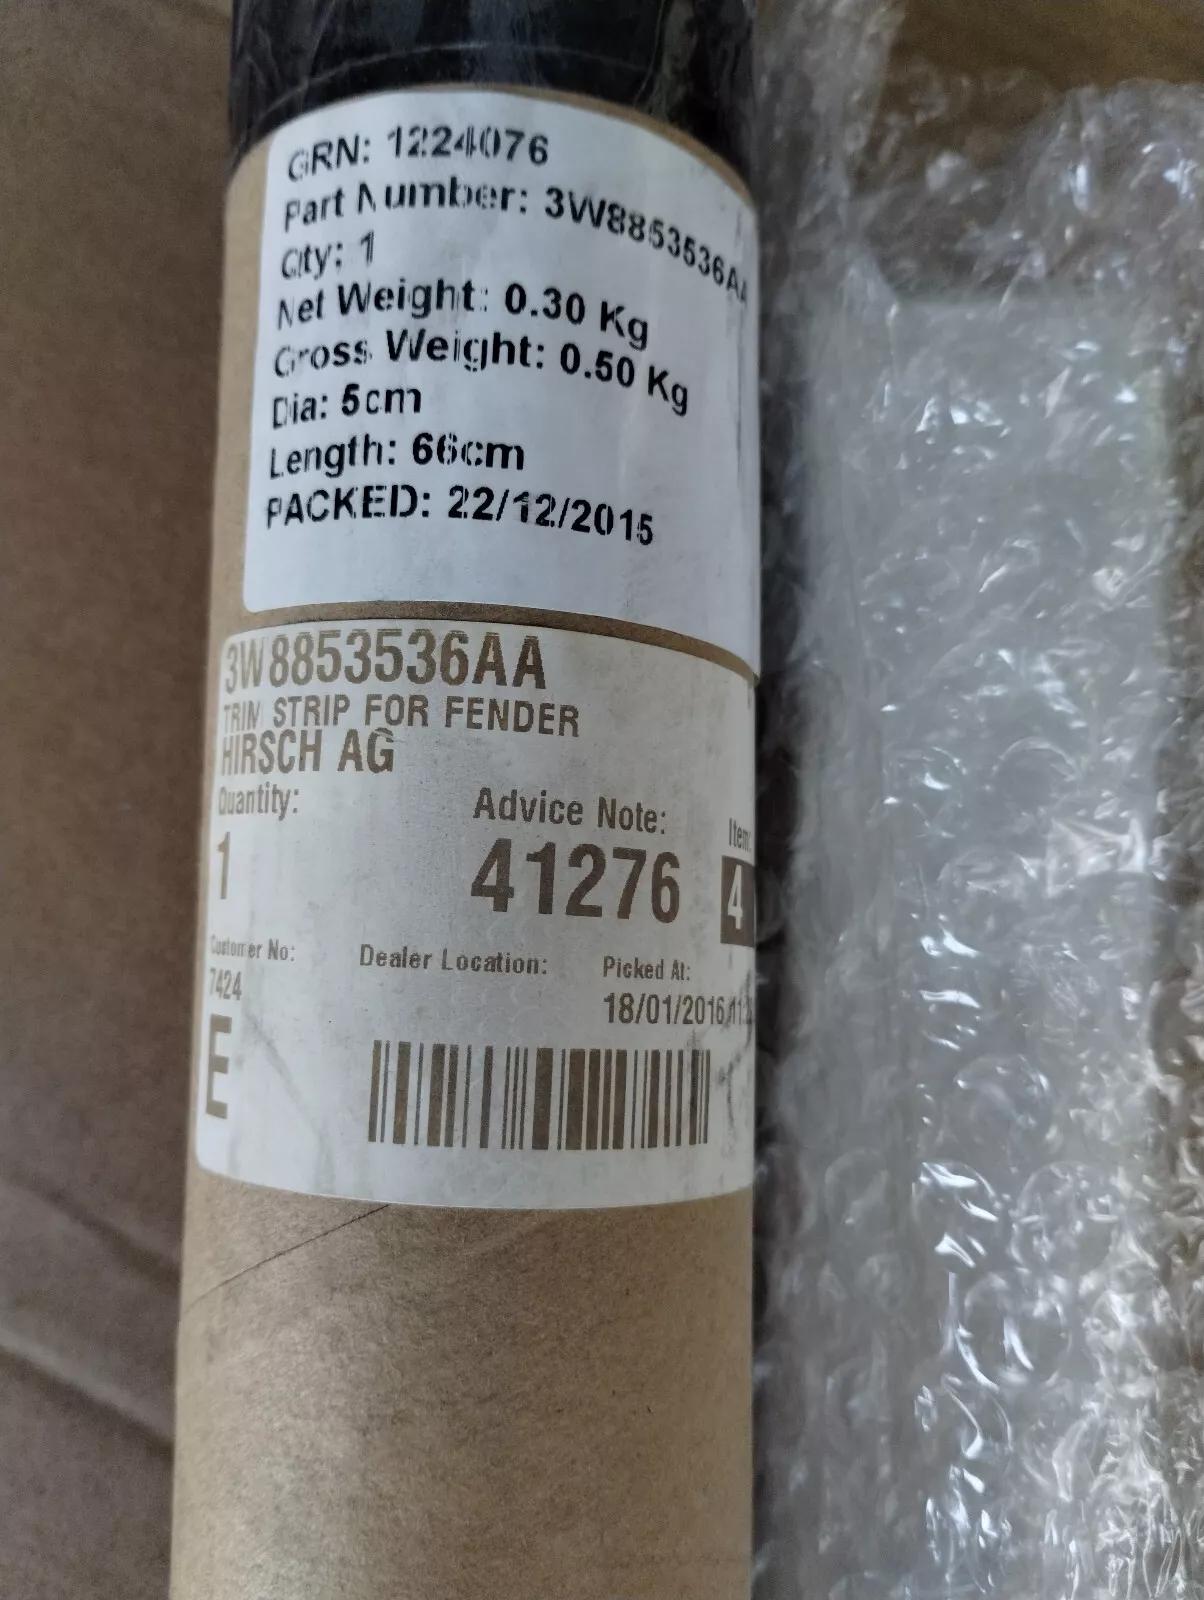 GRN: 1224076
Part Number: 3W8853536AA
Qty: 1
Net Weight: 0.30 Kg
Gross Weight: 0.50 Kg
Dia: 5cm
Length: 66cm
PACKED: 22/12/2015
3W8853536AA
TRIM STRIP FOR FENDER
HIRSCH AG
Quantity: Advice Note: Item:
1 41276 4
Customer No: Dealer Location: Picked At:
7424 18/01/2016
E